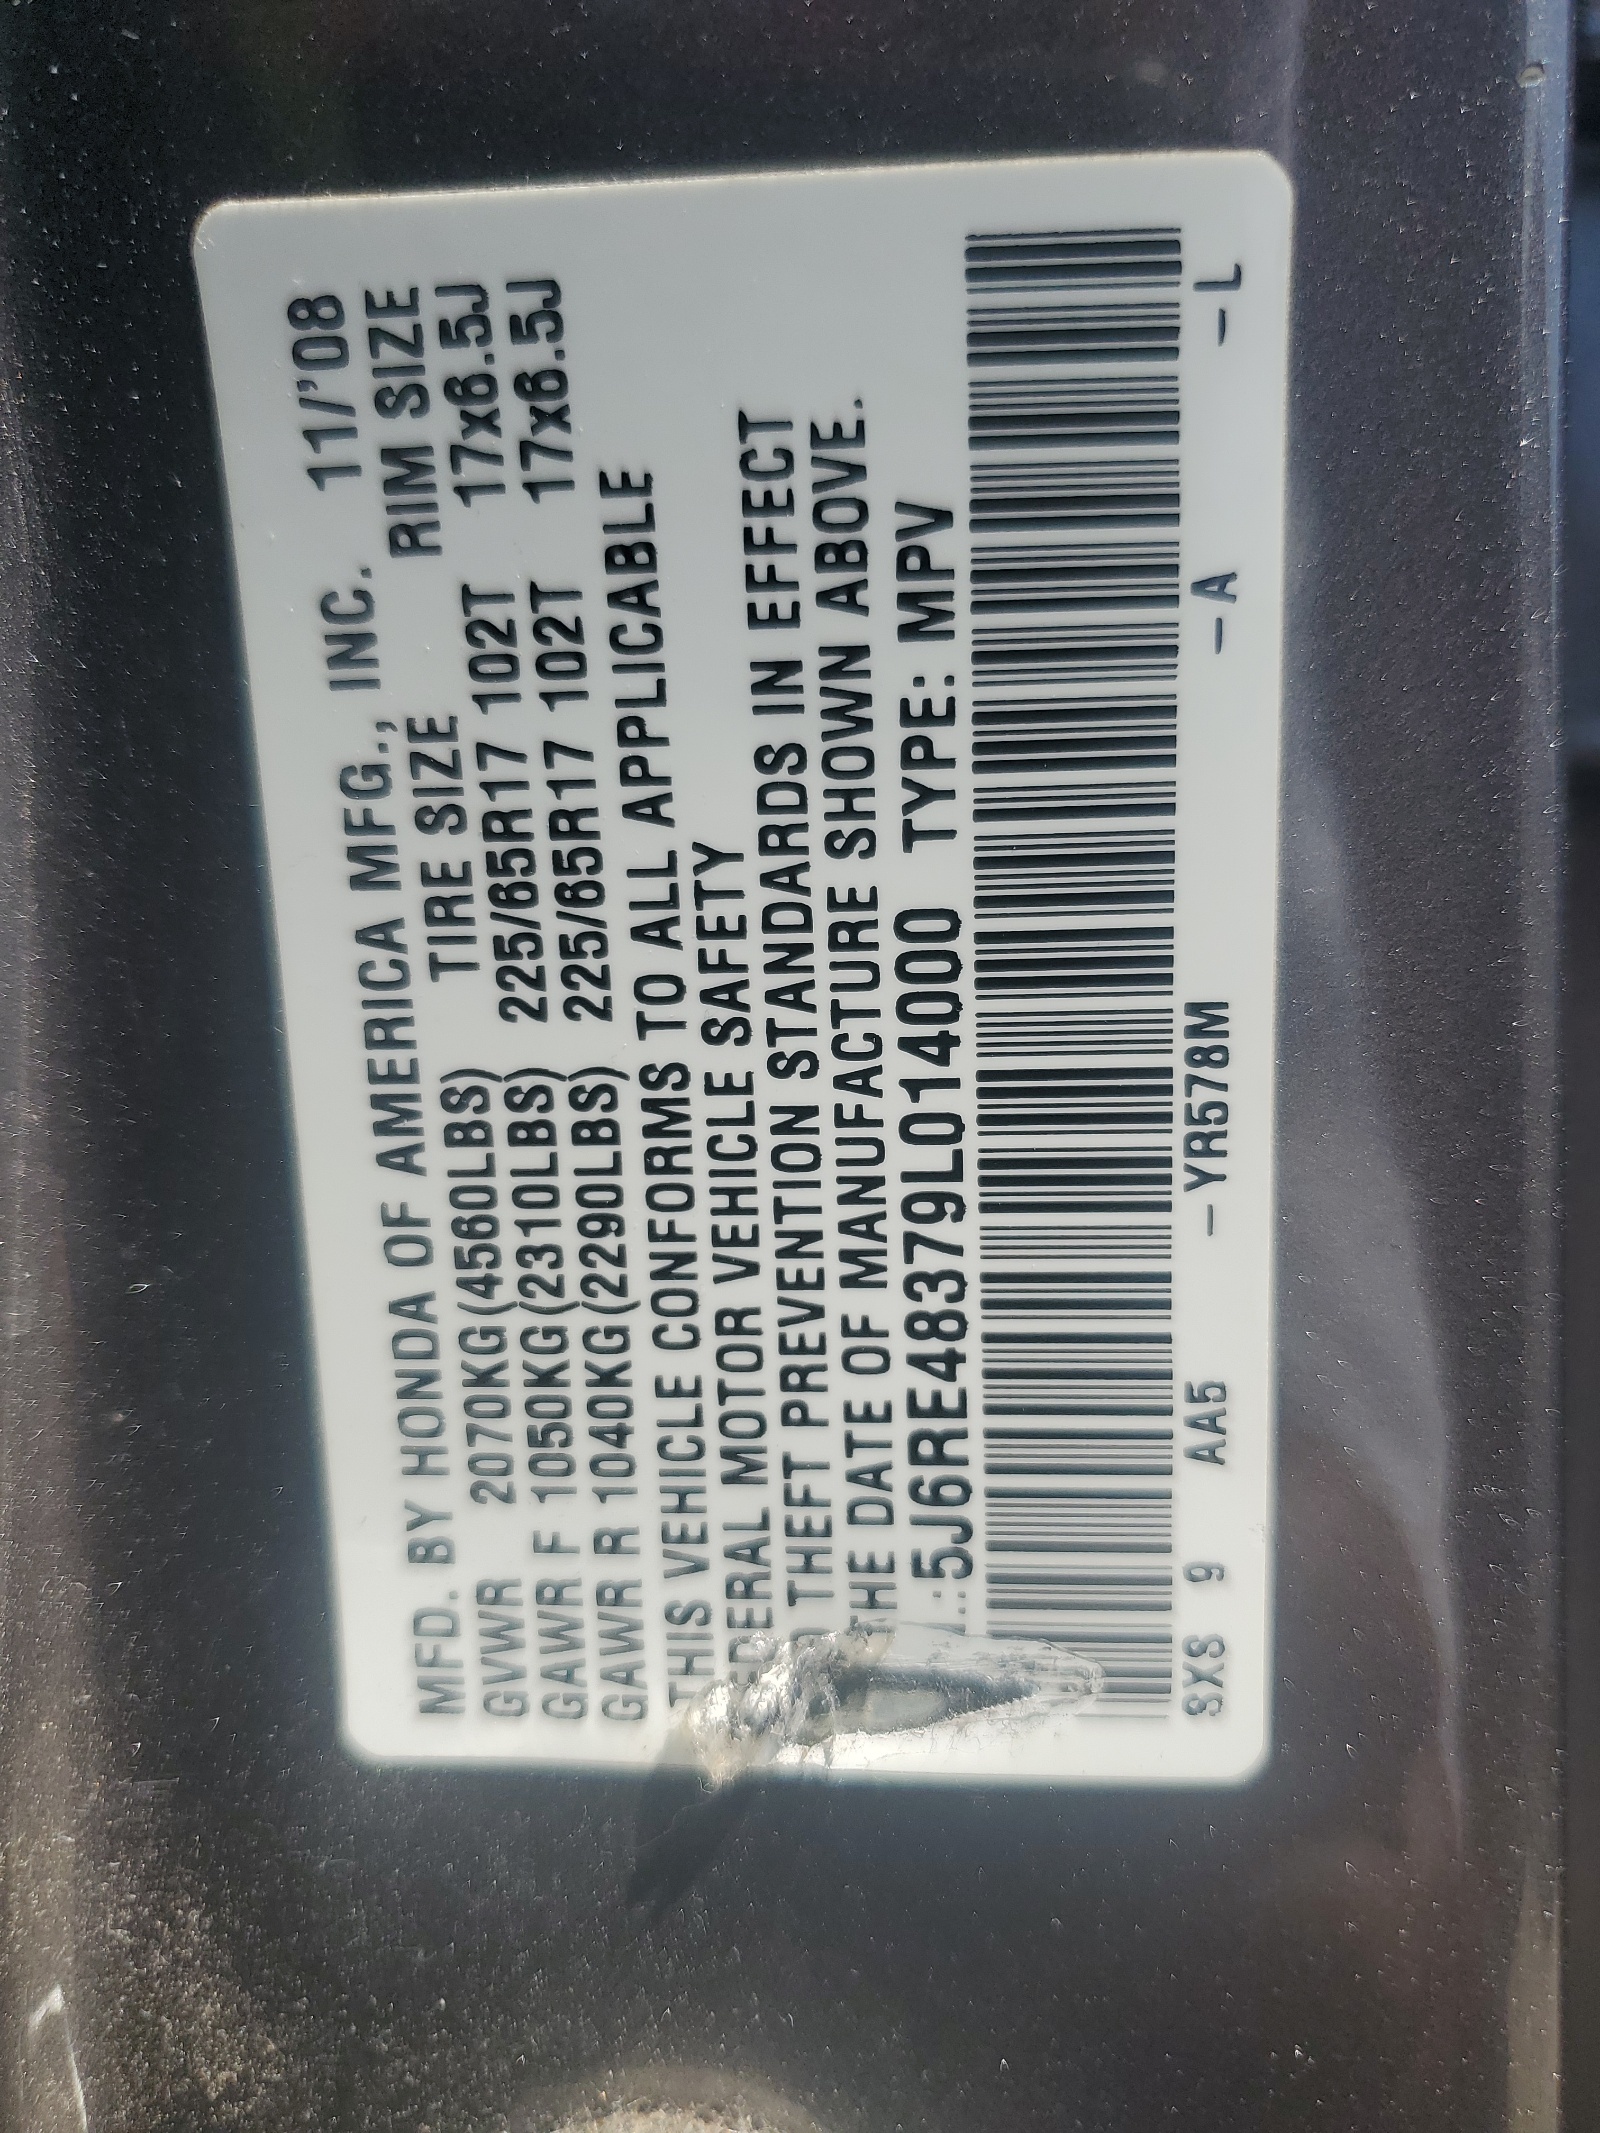 MFD. BY HONDA OF AMERICA MFG., INC. 11/'08
TIRE SIZE RIM SIZE
GVWR 2070KG(4560LBS) 225/65R17 102T 17x6.5J
GAWR F 1050KG(2310LBS) 225/65R17 102T 17x6.5J
GAWR R 1040KG(2290LBS)
THIS VEHICLE CONFORMS TO ALL APPLICABLE
MOTOR VEHICLE SAFETY
THEFT PREVENTION STANDARDS IN EFFECT
THE DATE OF MANUFACTURE SHOWN ABOVE.
5J6RE48379L014000 TYPE: MPV
SXS 9 AA5 - YR578M - A - L